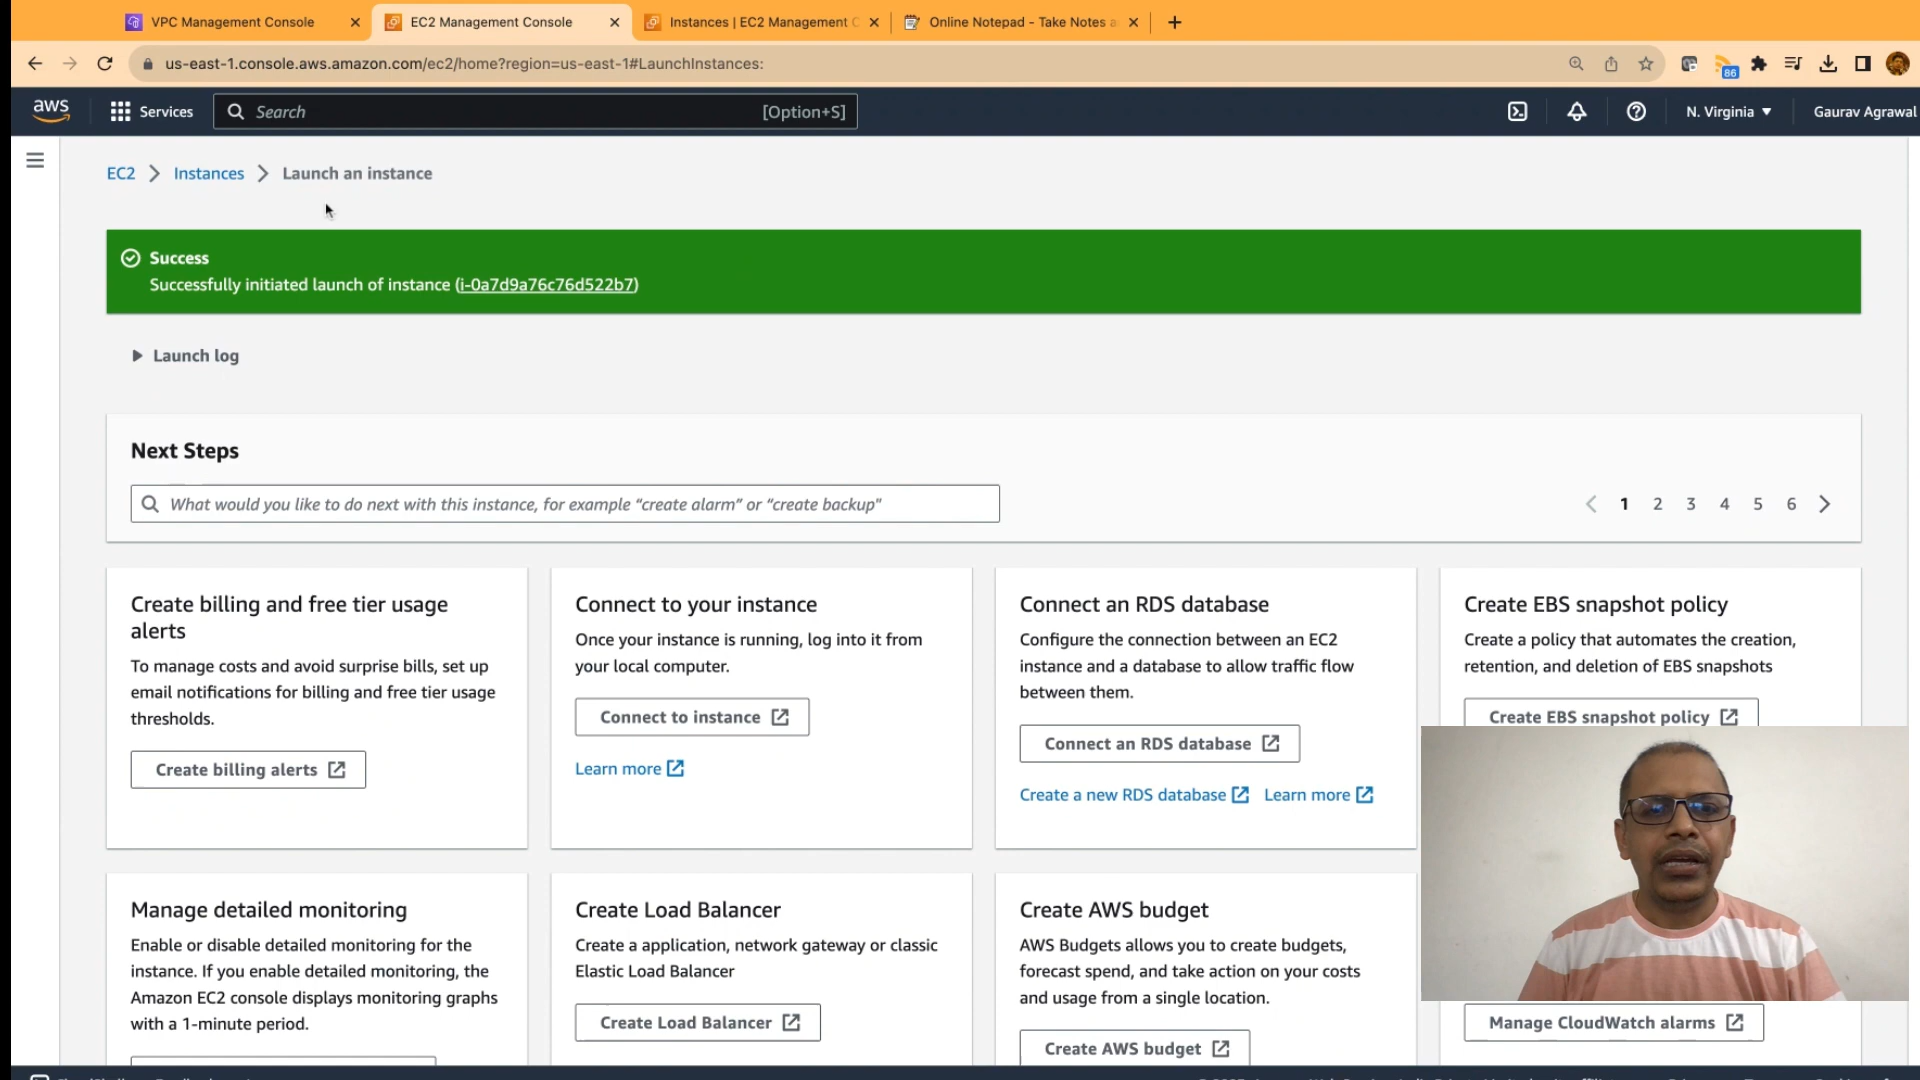 VPC Management Console
EC2 Management Console
Instances | EC2 Management C
Online Notepad - Take Notes a
us-east-1.console.aws.amazon.com/ec2/home?region=us-east-1#LaunchInstances:
86
aws
Services
Search
[Option+S]
N. Virginia
Gaurav Agrawal
EC2
Instances
Launch an instance
Success
Successfully initiated launch of instance (i-0a7d9a76c76d522b7)
Launch log
Next Steps
What would you like to do next with this instance, for example “create alarm” or “create backup”
1 2 3 4 5 6
Create billing and free tier usage
alerts
To manage costs and avoid surprise bills, set up
email notifications for billing and free tier usage
thresholds.
Create billing alerts
Connect to your instance
Once your instance is running, log into it from
your local computer.
Connect to instance
Learn more
Connect an RDS database
Configure the connection between an EC2
instance and a database to allow traffic flow
between them.
Connect an RDS database
Create a new RDS database
Learn more
Create EBS snapshot policy
Create a policy that automates the creation,
retention, and deletion of EBS snapshots
Create EBS snapshot policy
Manage detailed monitoring
Enable or disable detailed monitoring for the
instance. If you enable detailed monitoring, the
Amazon EC2 console displays monitoring graphs
with a 1-minute period.
Create Load Balancer
Create a application, network gateway or classic
Elastic Load Balancer
Create Load Balancer
Create AWS budget
AWS Budgets allows you to create budgets,
forecast spend, and take action on your costs
and usage from a single location.
Create AWS budget
Manage CloudWatch alarms